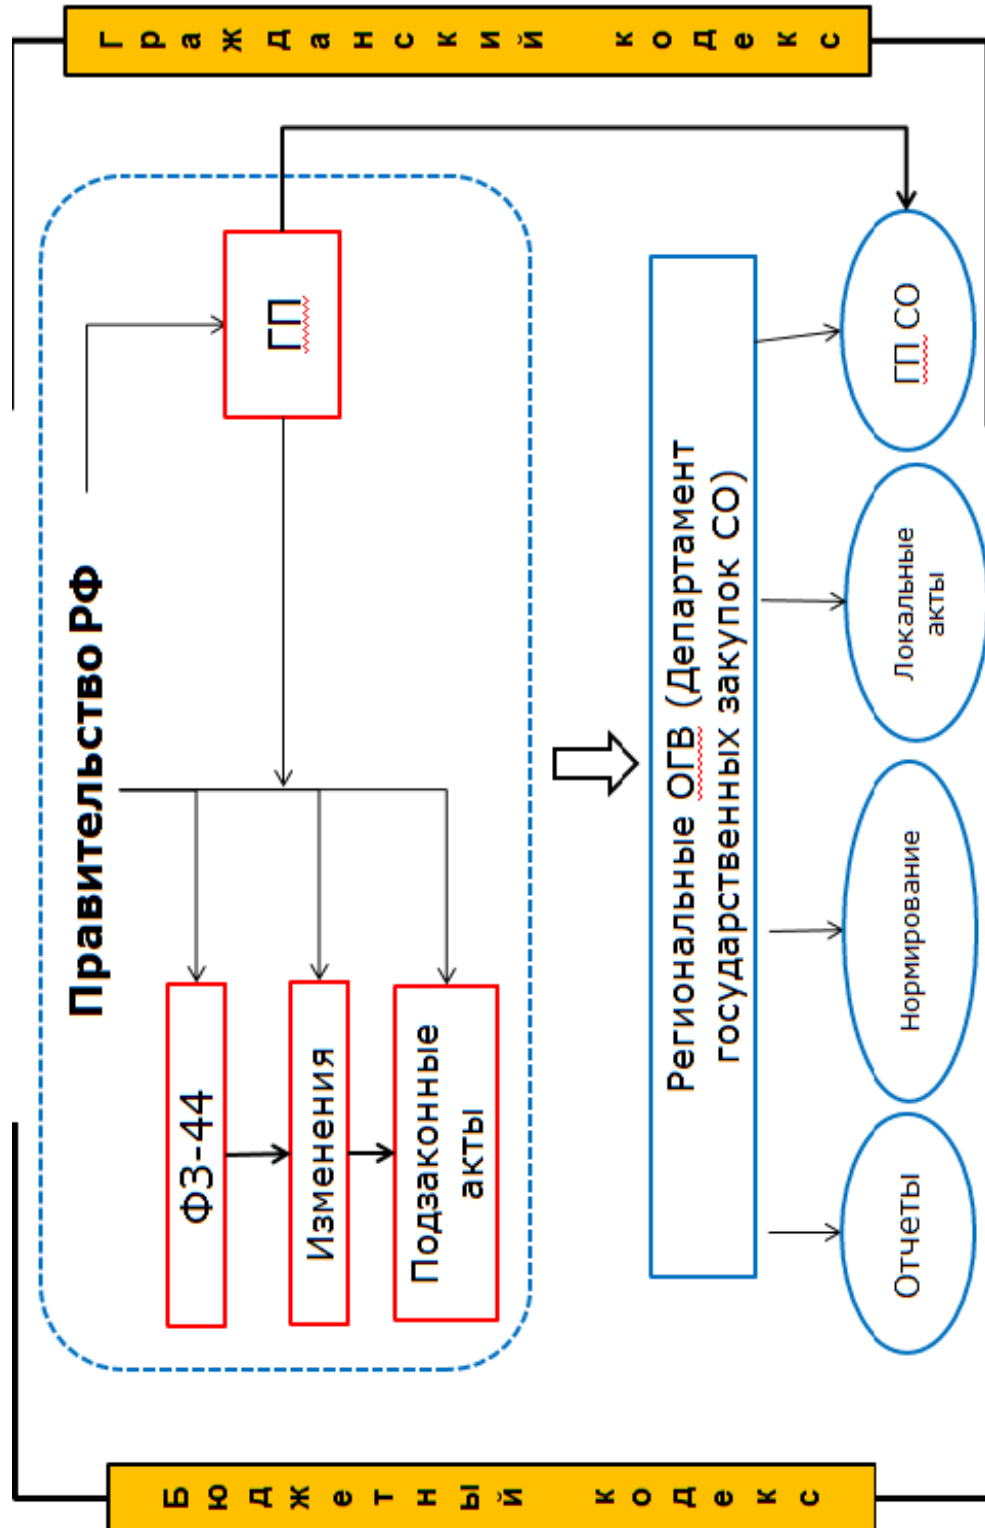 Бюджетный кодекс
Правительство РФ
ФЗ-44
Изменения
Подзаконные
акты
ГП
Гражданский кодекс
Региональные ОГВ (Департамент
государственных закупок СО)
Отчеты
Нормирование
Локальные
акты
ГП СО